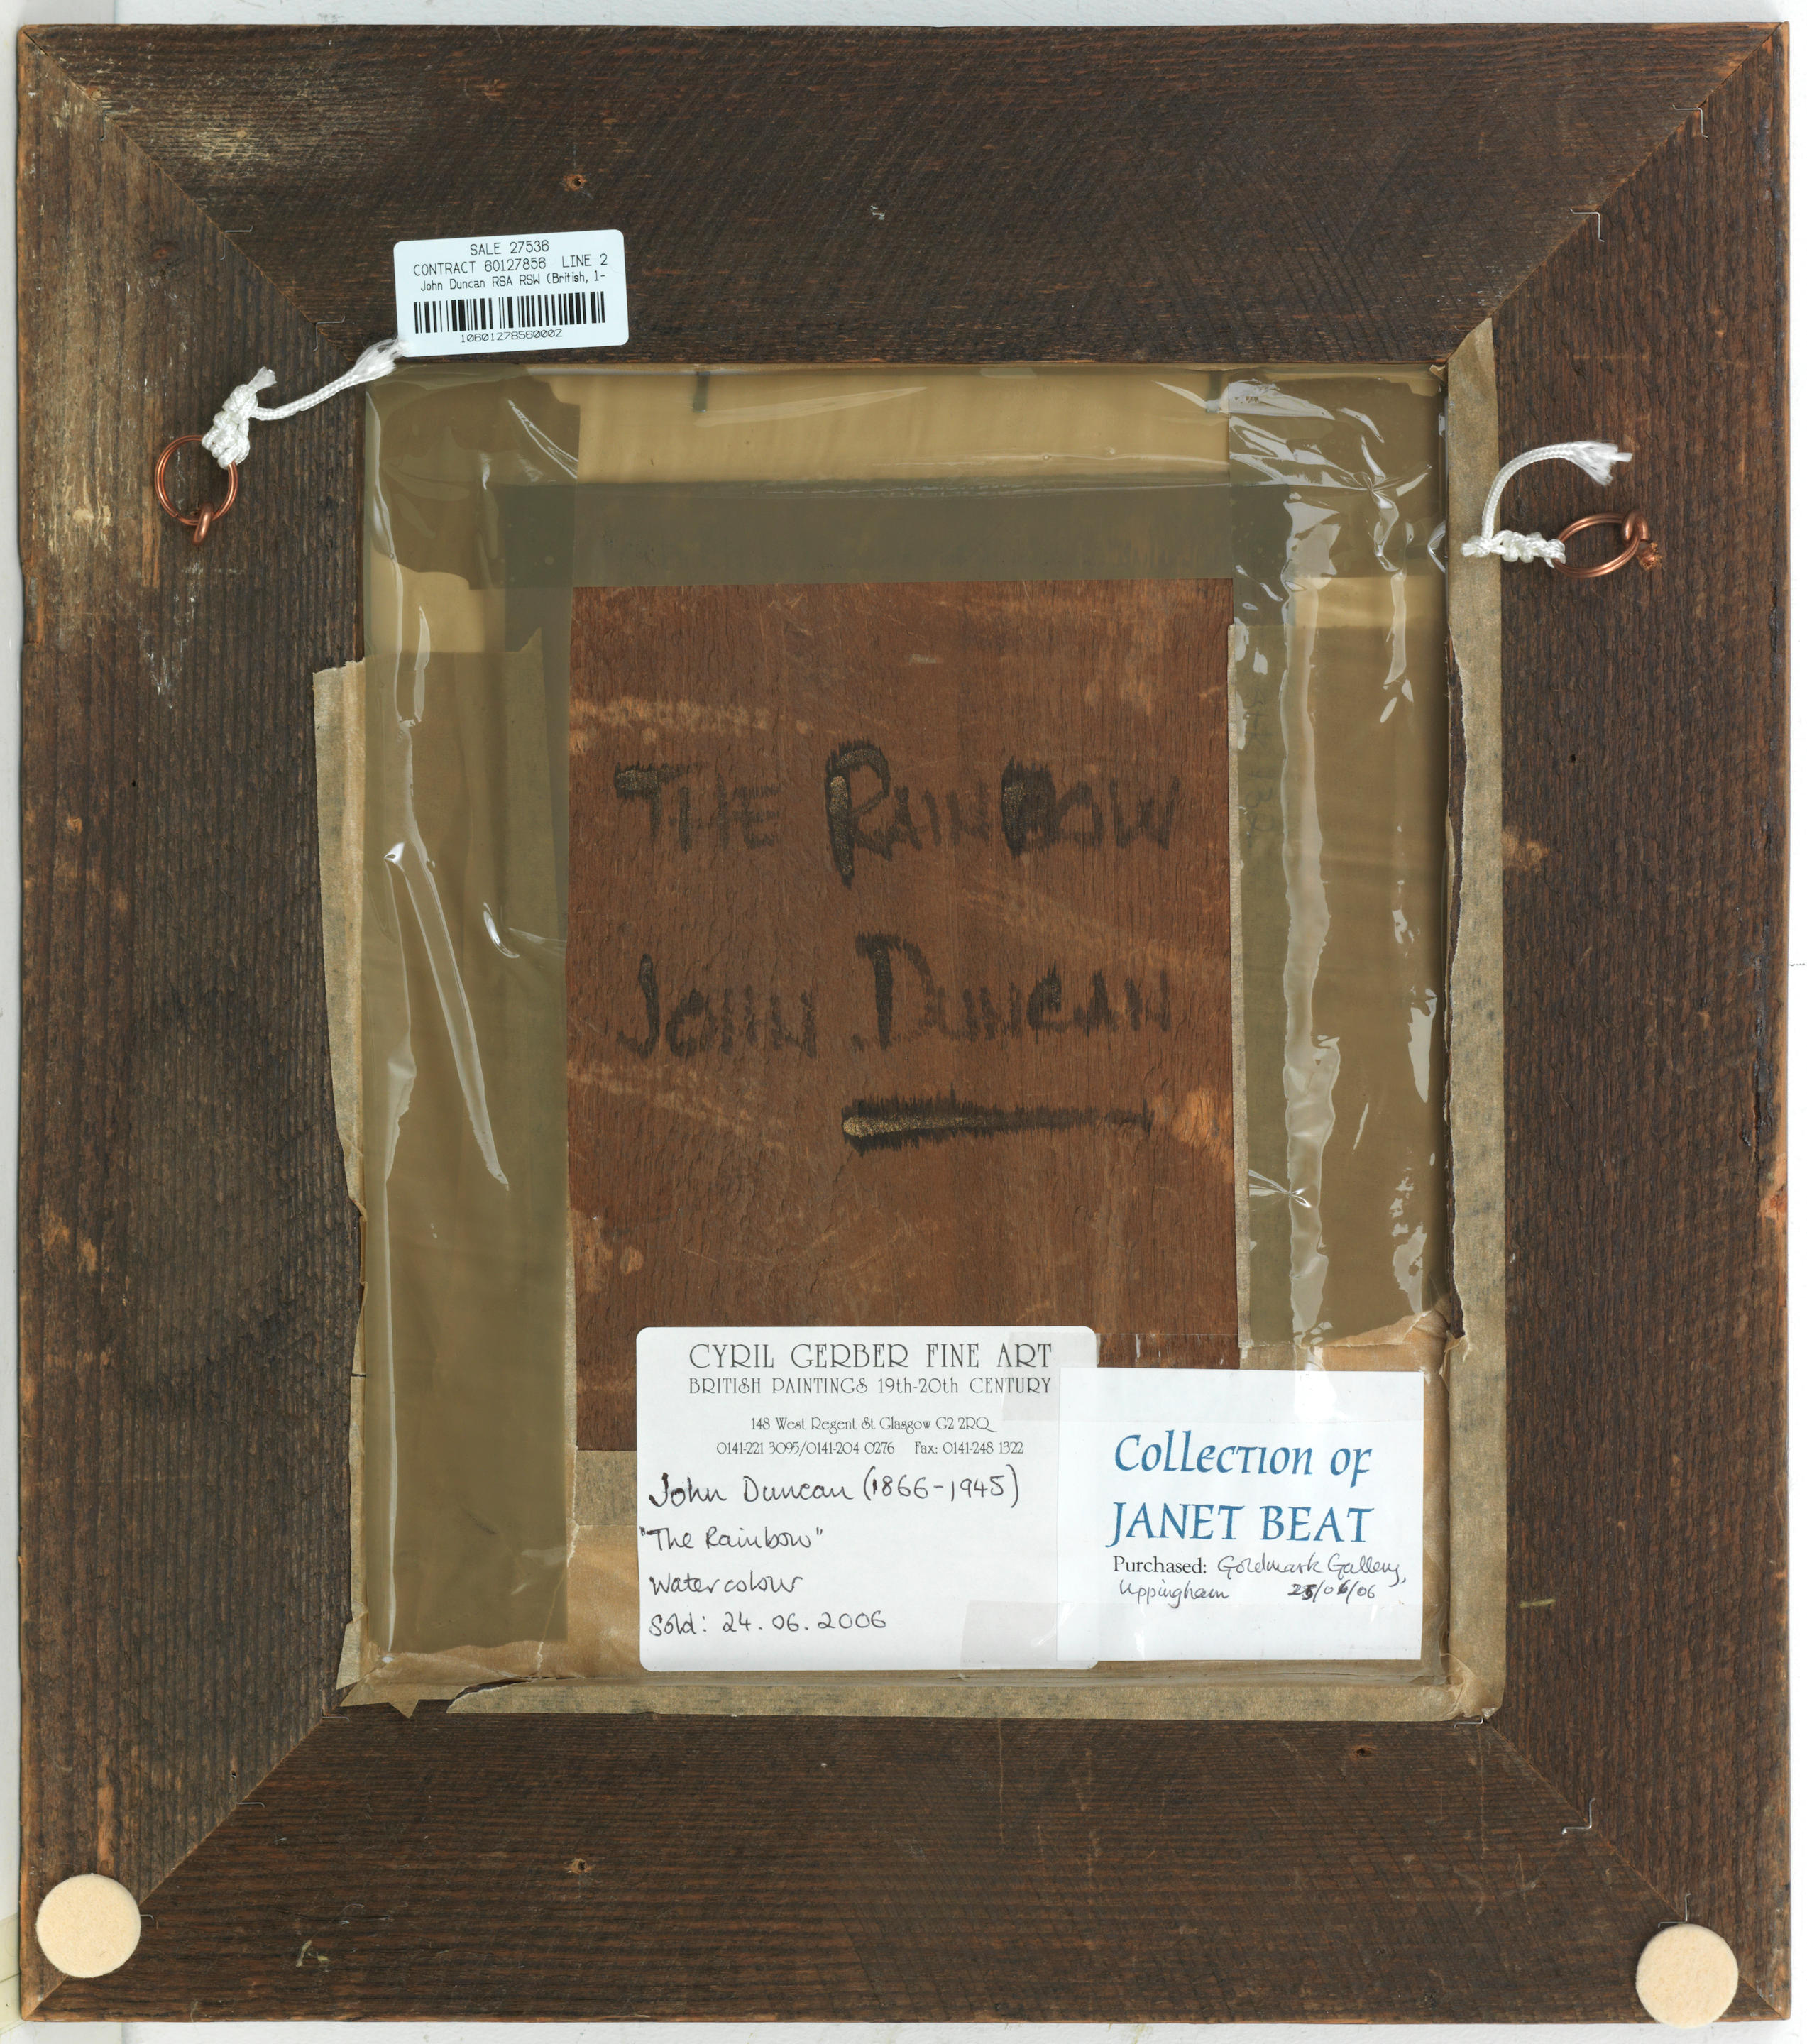 SALE 27536
CONTRACT 60127856 LINE 2
John Duncan RSA RSW (British, 1-
10601278560002
THE RAINBOW
JOHN. DUNCAN
CYRIL GERBER FINE ART
BRITISH PAINTINGS 19th-20th CENTURY
148 West Regent St Glasgow G2 2RQ
0141-221 3095/0141-204 0276 Fax: 0141-248 1322
John Duncan (1866-1945)
"The Rainbow"
Watercolour
Sold: 24.06.2006
Collection of
JANET BEAT
Purchased: Goldmark Gallery,
Uppingham 25/06/06